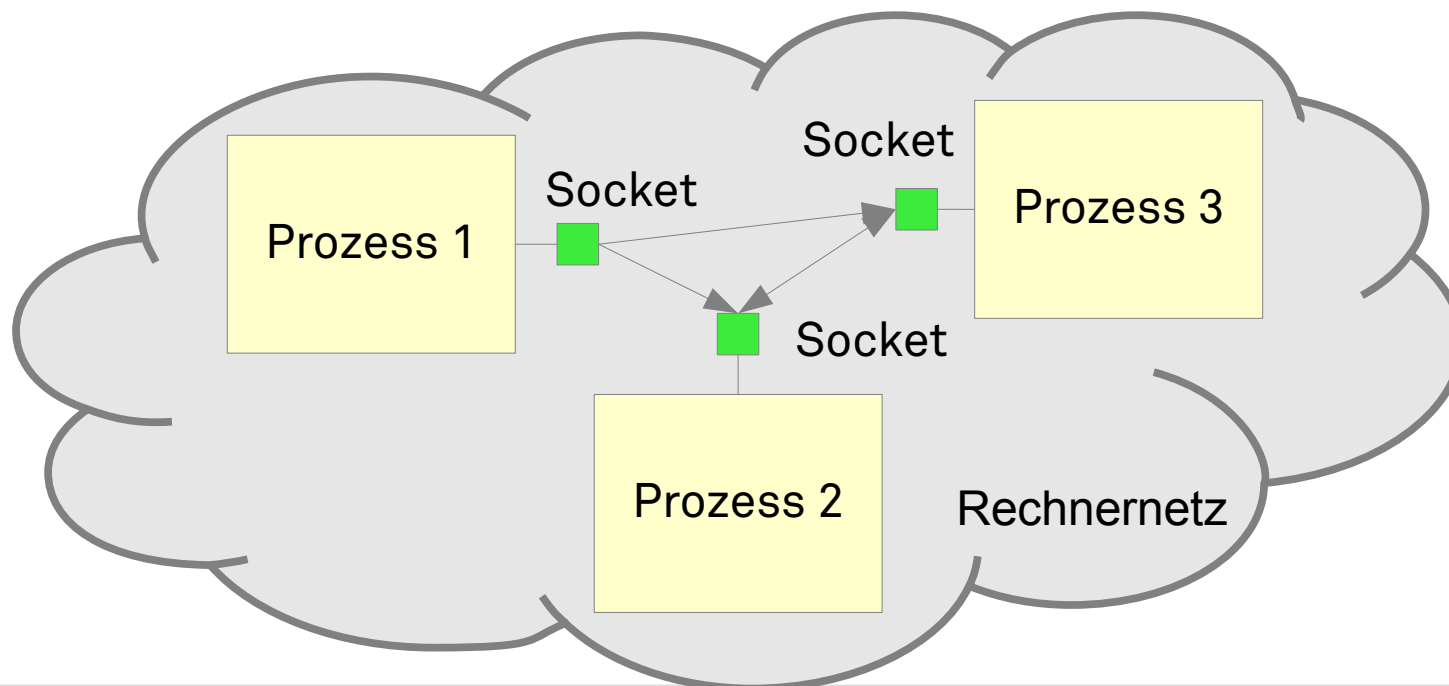 Socket
Prozess 3
Socket
Prozess 1
Socket
Prozess 2
Rechnernetz